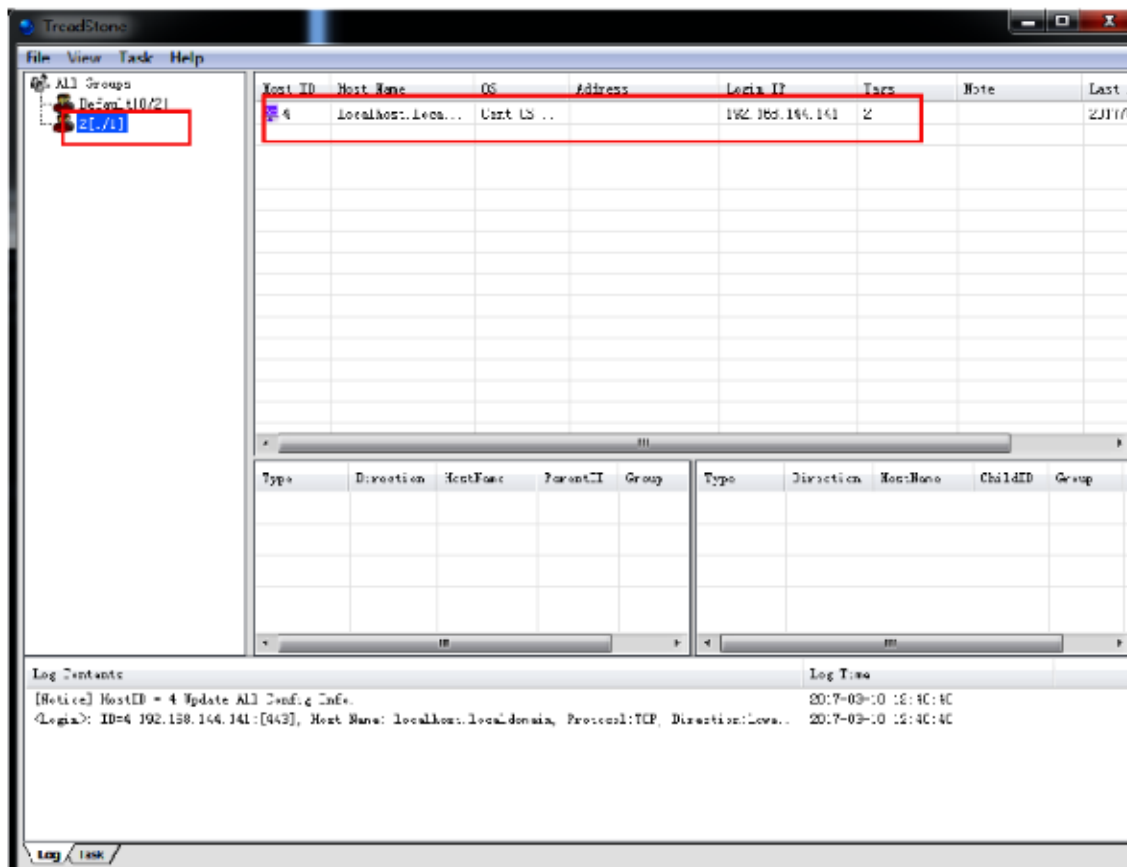 TreadStone
File View Task Help
All Groups
Default[0/2]
Host ID Host Name OS Address Login IP Tags Note Last
4 localhost.loca... Cent OS .. 192.168.144.141 2
Type Direction HostName ParentID Group
Type Direction HostName ChildID Group
Log Contents Log Time
[Notice] HostID = 4 Update All Config Info. 2017-03-10 12:40:40
<Login>: ID=4 192.168.144.141:[443], Host Name: localhost.localdomain, Protocol:TCP, Direction: 2017-03-10 12:40:40
Log Task